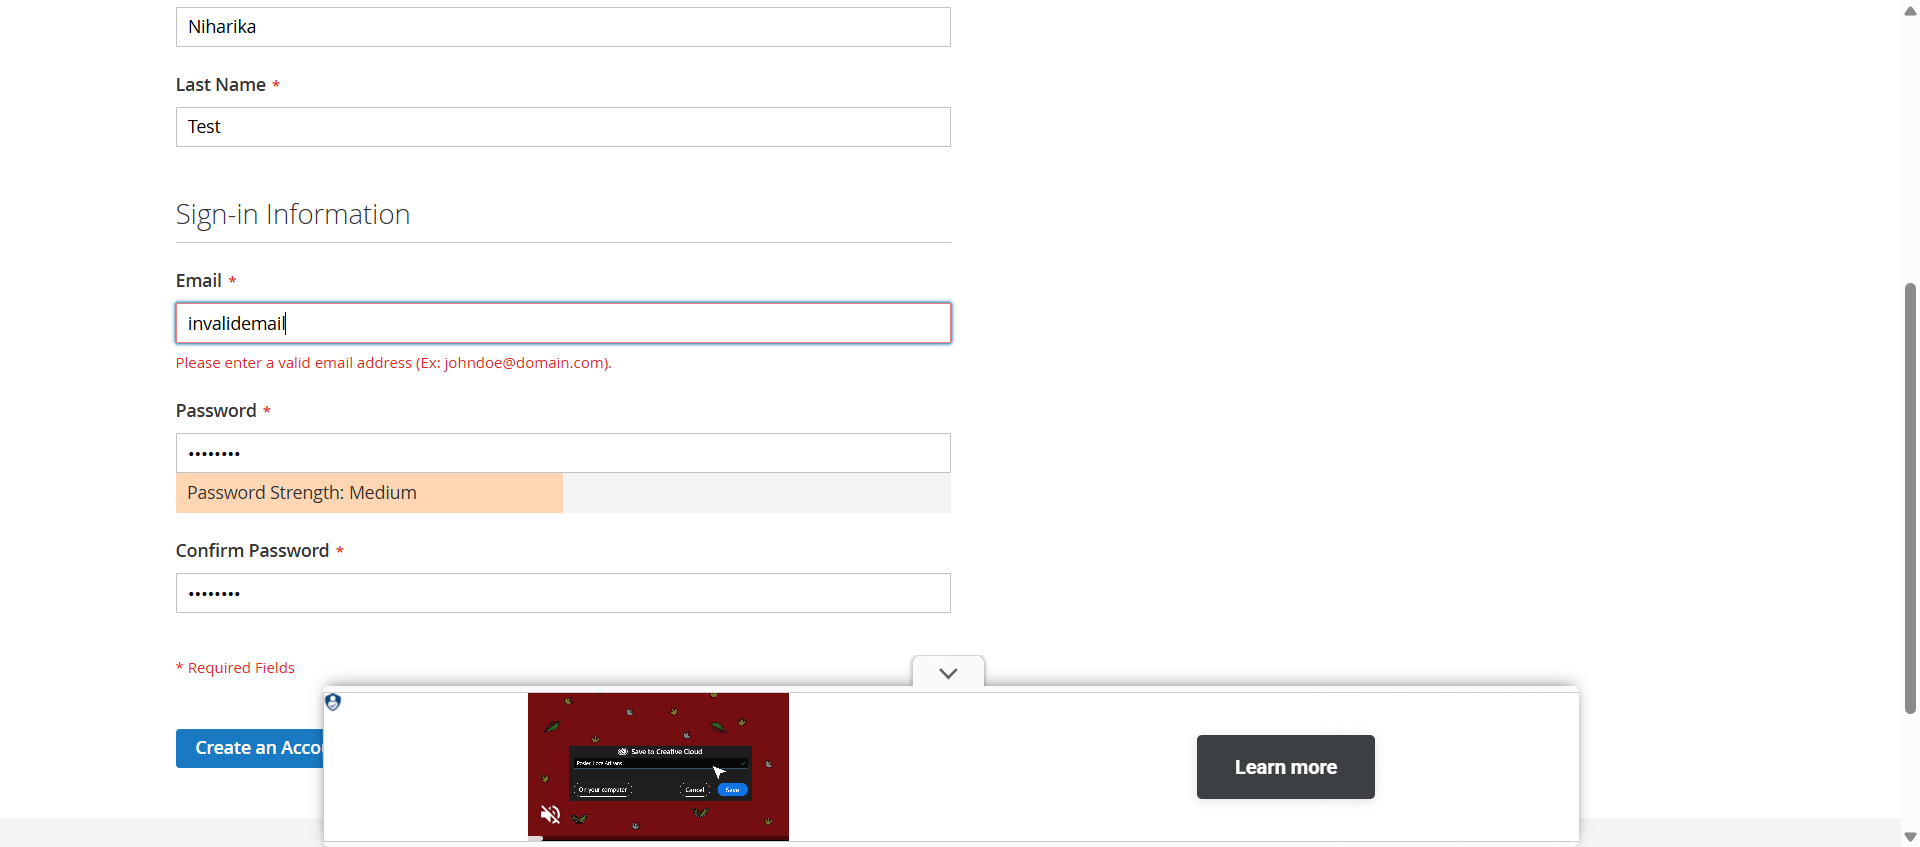 Niharika
Last Name *
Test
Sign-in Information
Email *
invalidemail
Please enter a valid email address (Ex: johndoe@domain.com).
Password *
••••••••
Password Strength: Medium
Confirm Password *
••••••••
* Required Fields
Create an Accou
Save to Creative Cloud
On your computer
Cancel
Save
Learn more